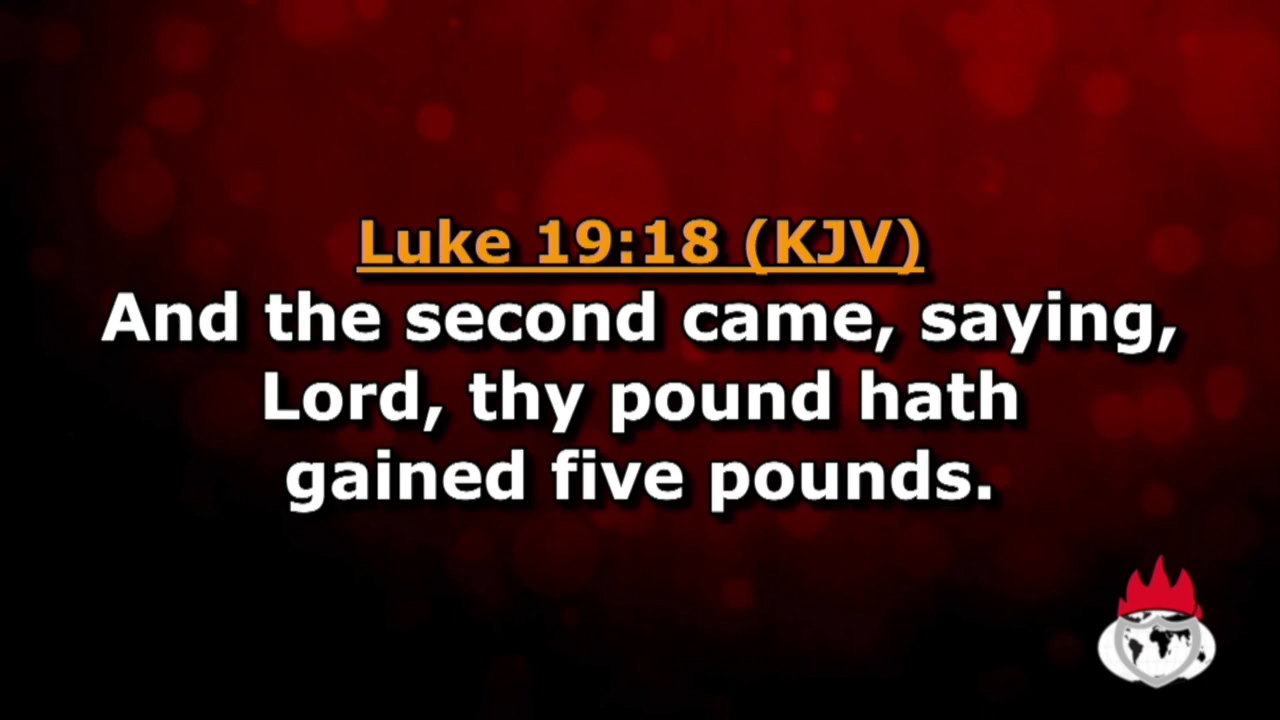 Luke 19:18 (KJV)
And the second came, saying,
Lord, thy pound hath
gained five pounds.